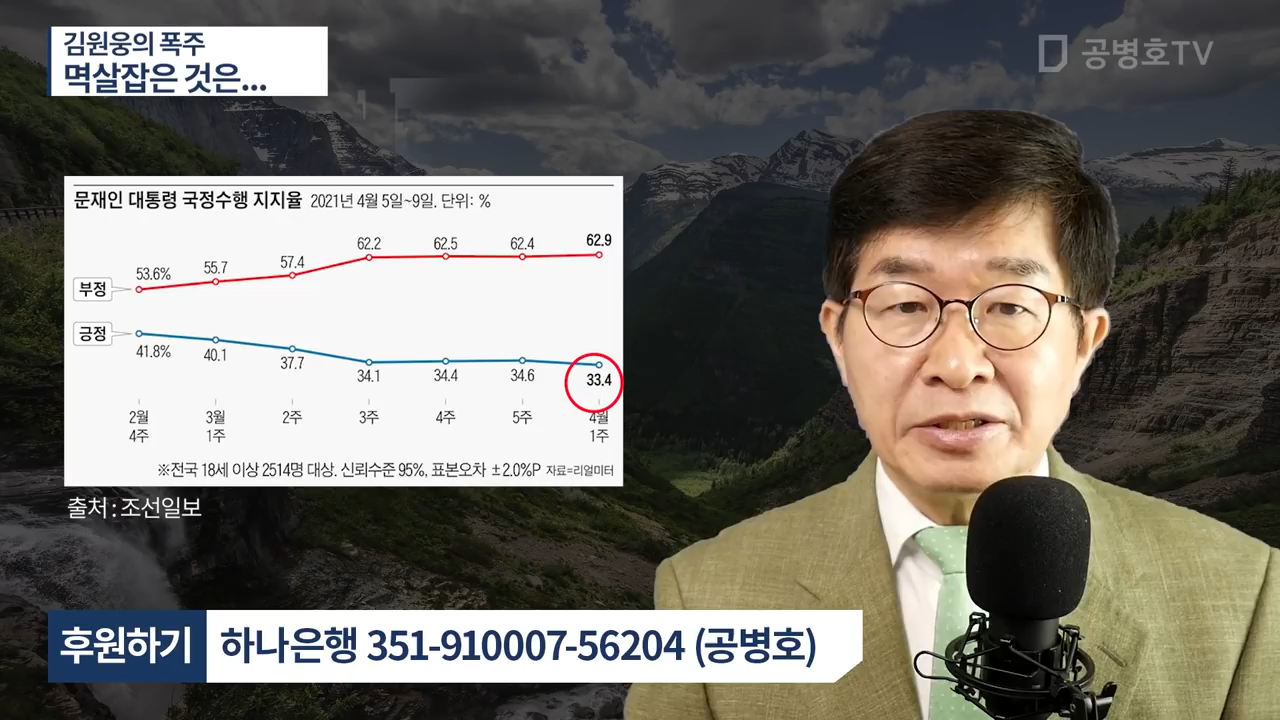 김원웅의 폭주
멱살잡은 것은...
공병호TV
문재인 대통령 국정수행 지지율 2021년 4월 5일~9일. 단위: %
53.6% 55.7 57.4 62.2 62.5 62.4 62.9
부정
긍정
41.8% 40.1 37.7 34.1 34.4 34.6 33.4
2월 3월 2주 3주 4주 5주 4월
4주 1주 1주
※전국 18세 이상 2514명 대상. 신뢰수준 95%, 표본오차 ±2.0%P 자료=리얼미터
출처 : 조선일보
후원하기 하나은행 351-910007-56204 (공병호)